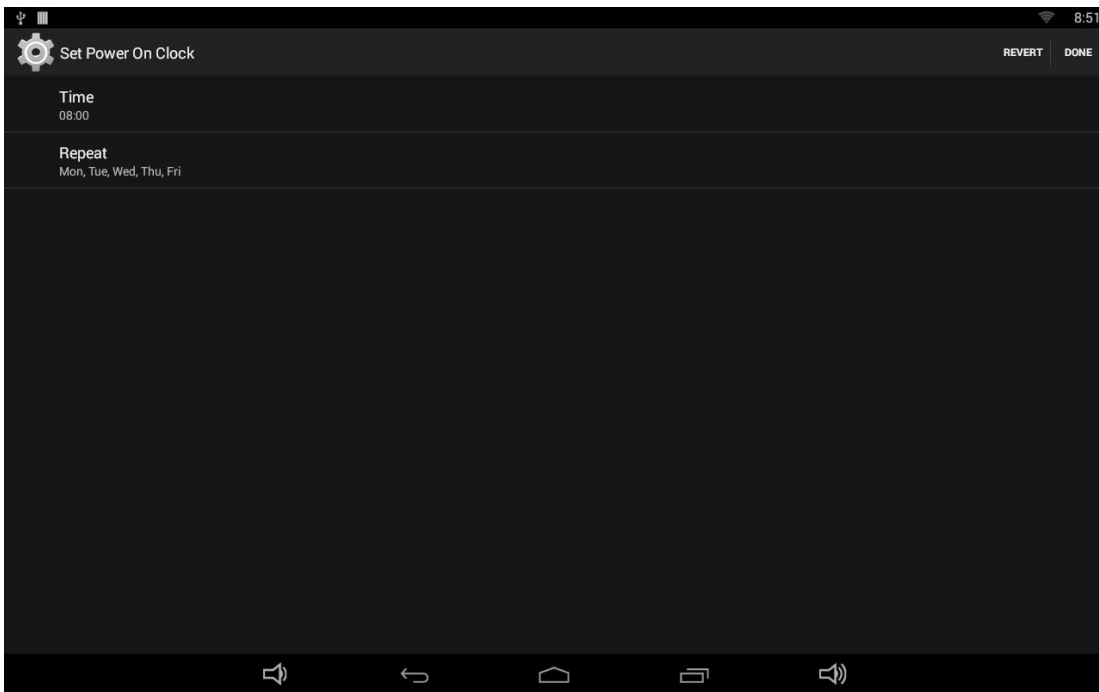 8:51
Set Power On Clock
REVERT
DONE
Time
08:00
Repeat
Mon, Tue, Wed, Thu, Fri